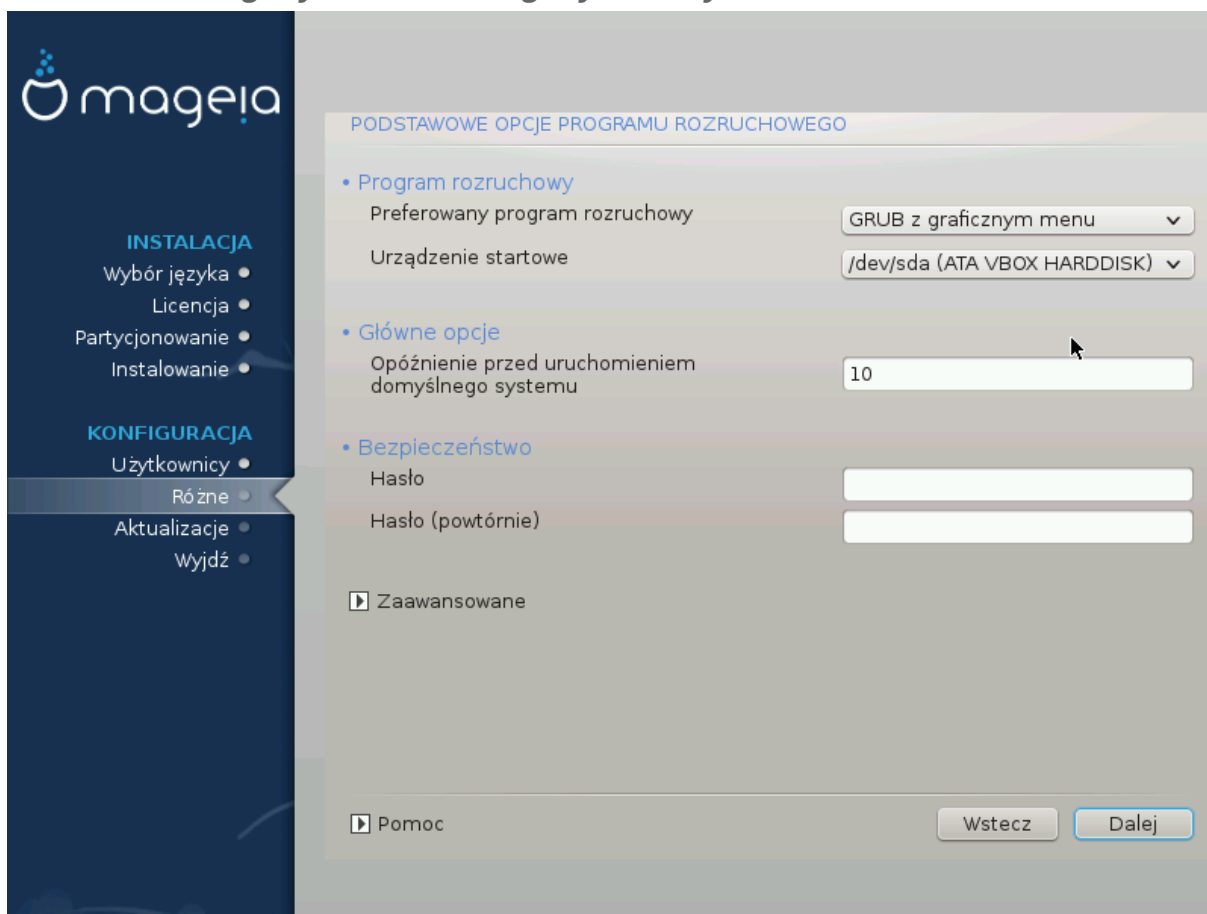 mageia
INSTALACJA
Wybór języka
Licencja
Partycjonowanie
Instalowanie
KONFIGURACJA
Użytkownicy
Różne
Aktualizacje
Wyjdź
PODSTAWOWE OPCJE PROGRAMU ROZRUCHOWEGO
• Program rozruchowy
Preferowany program rozruchowy
GRUB z graficznym menu
Urządzenie startowe
/dev/sda (ATA VBOX HARDDISK)
• Główne opcje
Opóźnienie przed uruchomieniem
domyślnego systemu
10
• Bezpieczeństwo
Hasło
Hasło (powtórnie)
Zaawansowane
Pomoc
Wstecz
Dalej